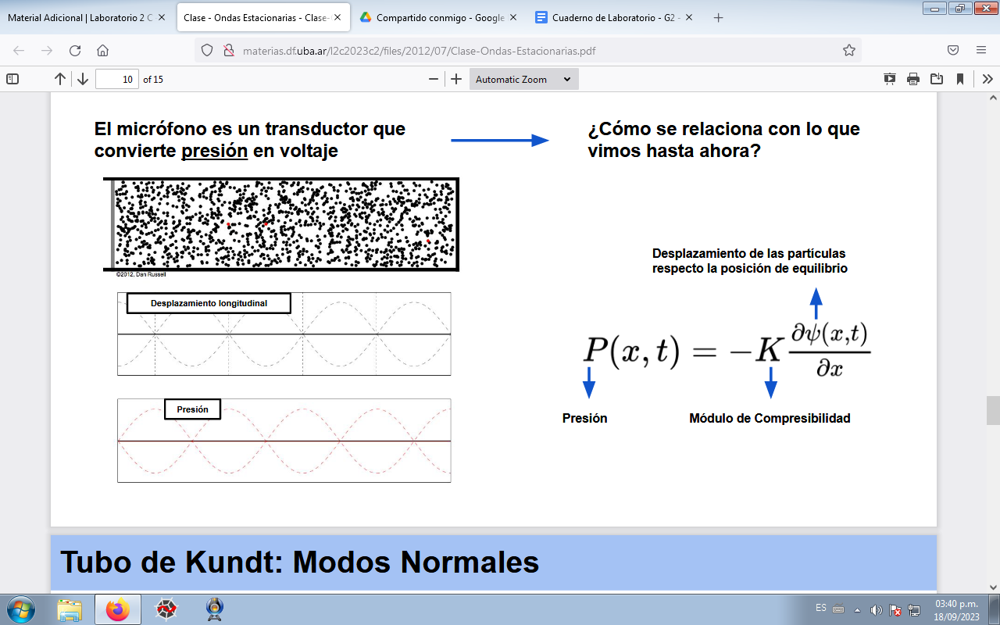 Material Adicional | Laboratorio 2 C
Clase - Ondas Estacionarias - Clase-
Compartido conmigo - Google
Cuaderno de Laboratorio - G2 -
materias.df.uba.ar/l2c2023c2/files/2012/07/Clase-Ondas-Estacionarias.pdf
10 of 15
Automatic Zoom
El micrófono es un transductor que
convierte presión en voltaje
¿Cómo se relaciona con lo que
vimos hasta ahora?
©2012, Dan Russell
Desplazamiento de las partículas
respecto la posición de equilibrio
Desplazamiento longitudinal
P(x,t) = −K ∂ψ(x,t)/∂x
Presión
Presión
Módulo de Compresibilidad
Tubo de Kundt: Modos Normales
ES
03:40 p.m.
18/09/2023